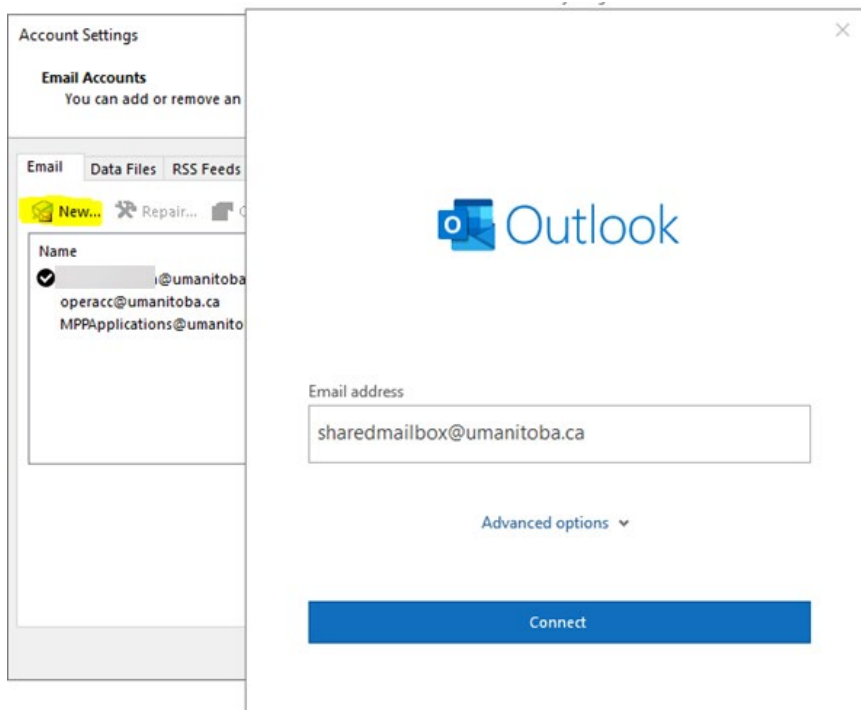 Account Settings
Email Accounts
You can add or remove an
Email Data Files RSS Feeds
New... Repair...
Name
@umanitoba
operacc@umanitoba.ca
MPPApplications@umanito
Outlook
Email address
sharedmailbox@umanitoba.ca
Advanced options
Connect